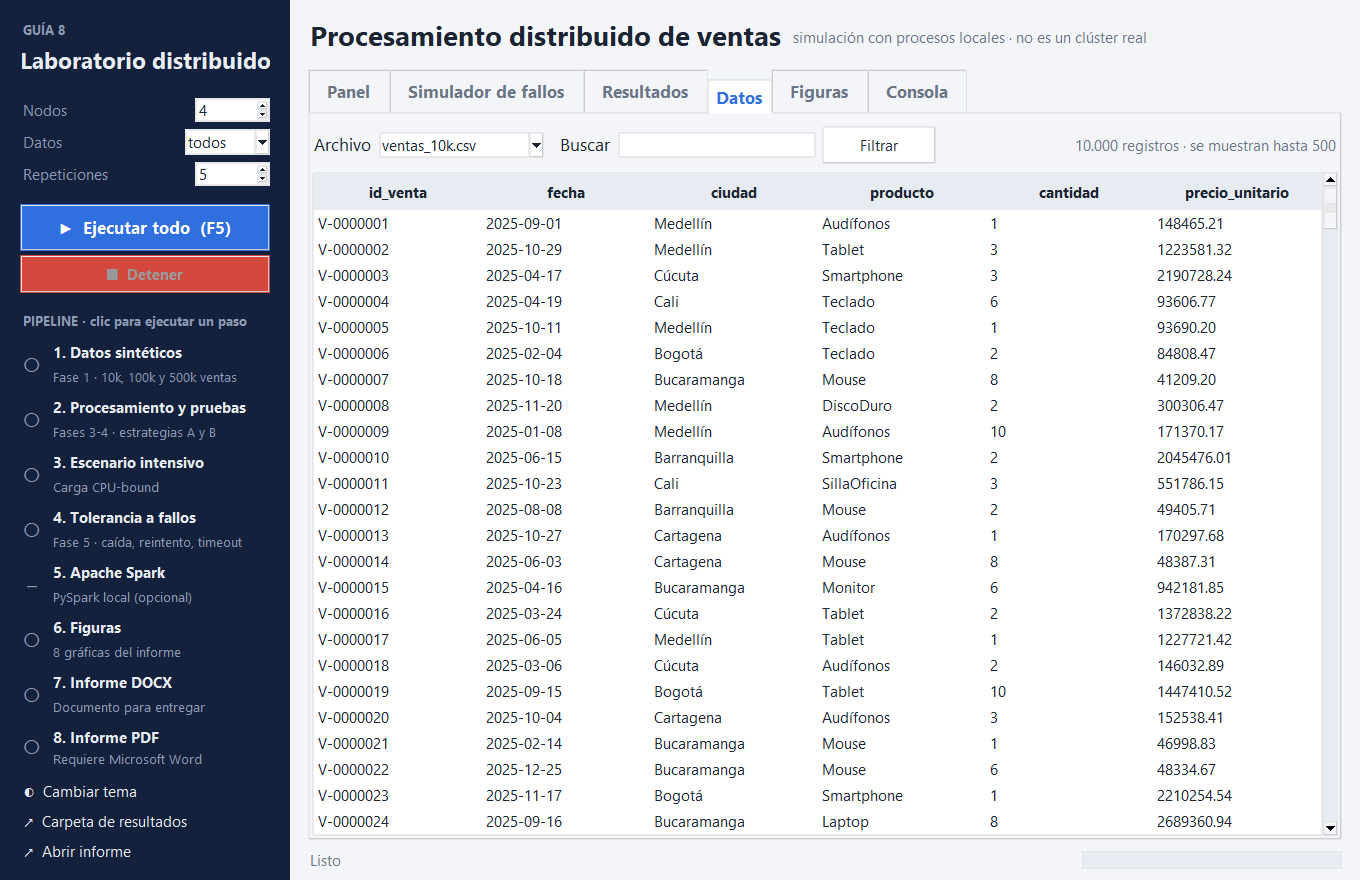 GUÍA 8
Laboratorio distribuido
Nodos 4
Datos todos
Repeticiones 5
► Ejecutar todo (F5)
■ Detener
PIPELINE · clic para ejecutar un paso
1. Datos sintéticos
Fase 1 · 10k, 100k y 500k ventas
2. Procesamiento y pruebas
Fases 3-4 · estrategias A y B
3. Escenario intensivo
Carga CPU-bound
4. Tolerancia a fallos
Fase 5 · caída, reintento, timeout
5. Apache Spark
PySpark local (opcional)
6. Figuras
8 gráficas del informe
7. Informe DOCX
Documento para entregar
8. Informe PDF
Requiere Microsoft Word
◐ Cambiar tema
↗ Carpeta de resultados
↗ Abrir informe
Procesamiento distribuido de ventas simulación con procesos locales · no es un clúster real
Panel Simulador de fallos Resultados Datos Figuras Consola
Archivo ventas_10k.csv Buscar Filtrar 10.000 registros · se muestran hasta 500
id_venta fecha ciudad producto cantidad precio_unitario
V-0000001 2025-09-01 Medellín Audífonos 1 148465.21
V-0000002 2025-10-29 Medellín Tablet 3 1223581.32
V-0000003 2025-04-17 Cúcuta Smartphone 3 2190728.24
V-0000004 2025-04-19 Cali Teclado 6 93606.77
V-0000005 2025-10-11 Medellín Teclado 1 93690.20
V-0000006 2025-02-04 Bogotá Teclado 2 84808.47
V-0000007 2025-10-18 Bucaramanga Mouse 8 41209.20
V-0000008 2025-11-20 Medellín DiscoDuro 2 300306.47
V-0000009 2025-01-08 Medellín Audífonos 10 171370.17
V-0000010 2025-06-15 Barranquilla Smartphone 2 2045476.01
V-0000011 2025-10-23 Cali SillaOficina 3 551786.15
V-0000012 2025-08-08 Barranquilla Mouse 2 49405.71
V-0000013 2025-10-27 Cartagena Audífonos 1 170297.68
V-0000014 2025-06-03 Cartagena Mouse 8 48387.31
V-0000015 2025-04-16 Bucaramanga Monitor 6 942181.85
V-0000016 2025-03-24 Cúcuta Tablet 2 1372838.22
V-0000017 2025-06-05 Medellín Tablet 1 1227721.42
V-0000018 2025-03-06 Cúcuta Audífonos 2 146032.89
V-0000019 2025-09-15 Bogotá Tablet 10 1447410.52
V-0000020 2025-10-04 Cartagena Audífonos 3 152538.41
V-0000021 2025-02-14 Bucaramanga Mouse 1 46998.83
V-0000022 2025-12-25 Bucaramanga Mouse 6 48334.67
V-0000023 2025-11-17 Bogotá Smartphone 1 2210254.54
V-0000024 2025-09-16 Bucaramanga Laptop 8 2689360.94
Listo